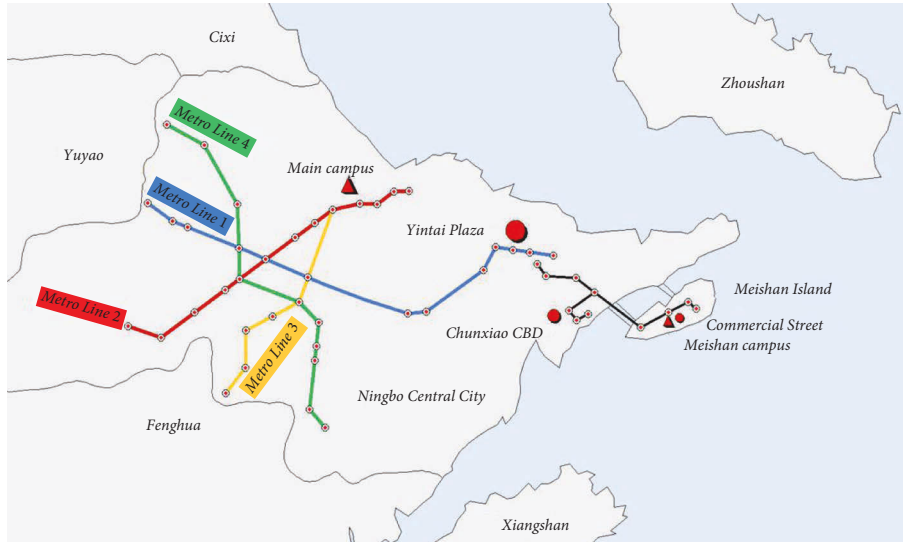 Cixi
Zhoushan
Metro Line 4
Yuyao
Main campus
Metro Line 1
Yintai Plaza
Meishan Island
Metro Line 2
Commercial Street
Chunxiao CBD
Meishan campus
Metro Line 3
Ningbo Central City
Fenghua
Xiangshan